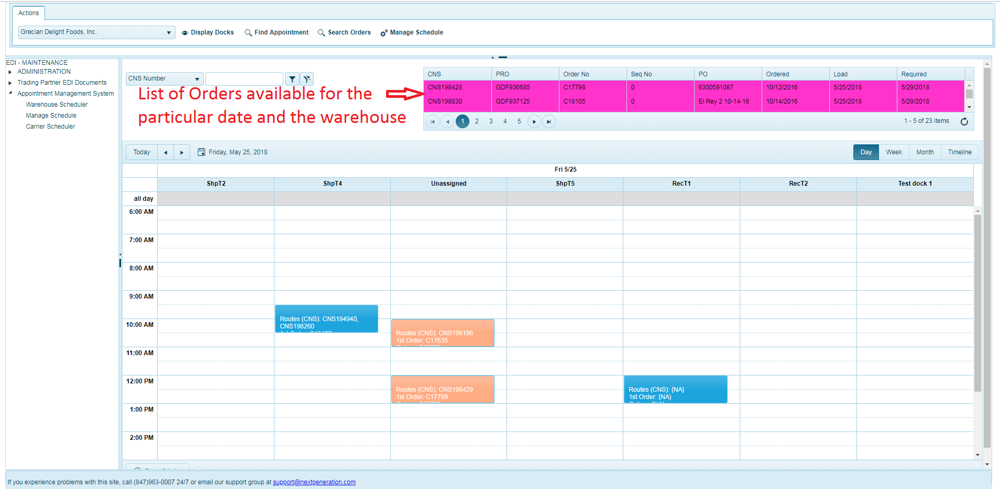 Actions
Grecian Delight Foods, Inc.
Display Docks
Find Appointment
Search Orders
Manage Schedule
EDI - MAINTENANCE
ADMINISTRATION
Trading Partner EDI Documents
Appointment Management System
Warehouse Scheduler
Manage Schedule
Carrier Scheduler
CNS Number
List of Orders available for the
particular date and the warehouse
CNS PRO Order No Seq No PO Ordered Load Required
CNS198428 GDF936685 C17798 0 6300591087 10/12/2016 5/25/2018 5/29/2018
CNS198830 GDF937125 C18105 0 El Rey 2 10-14-16 10/14/2016 5/25/2018 5/29/2018
1 2 3 4 5
1 - 5 of 23 items
Today
Friday, May 25, 2018
Day Week Month Timeline
Fri 5/25
ShpT2 ShpT4 Unassigned ShpT5 RecT1 RecT2 Test dock 1
all day
6:00 AM
7:00 AM
8:00 AM
9:00 AM
Routes (CNS): CNS194940,
CNS198260
10:00 AM
Routes (CNS): CNS198186
1st Order: C17635
11:00 AM
12:00 PM
Routes (CNS): CNS198429
1st Order: C17799
Routes (CNS): {NA}
1st Order: {NA}
1:00 PM
2:00 PM
If you experience problems with this site, call (847)963-0007 24/7 or email our support group at support@nextgeneration.com